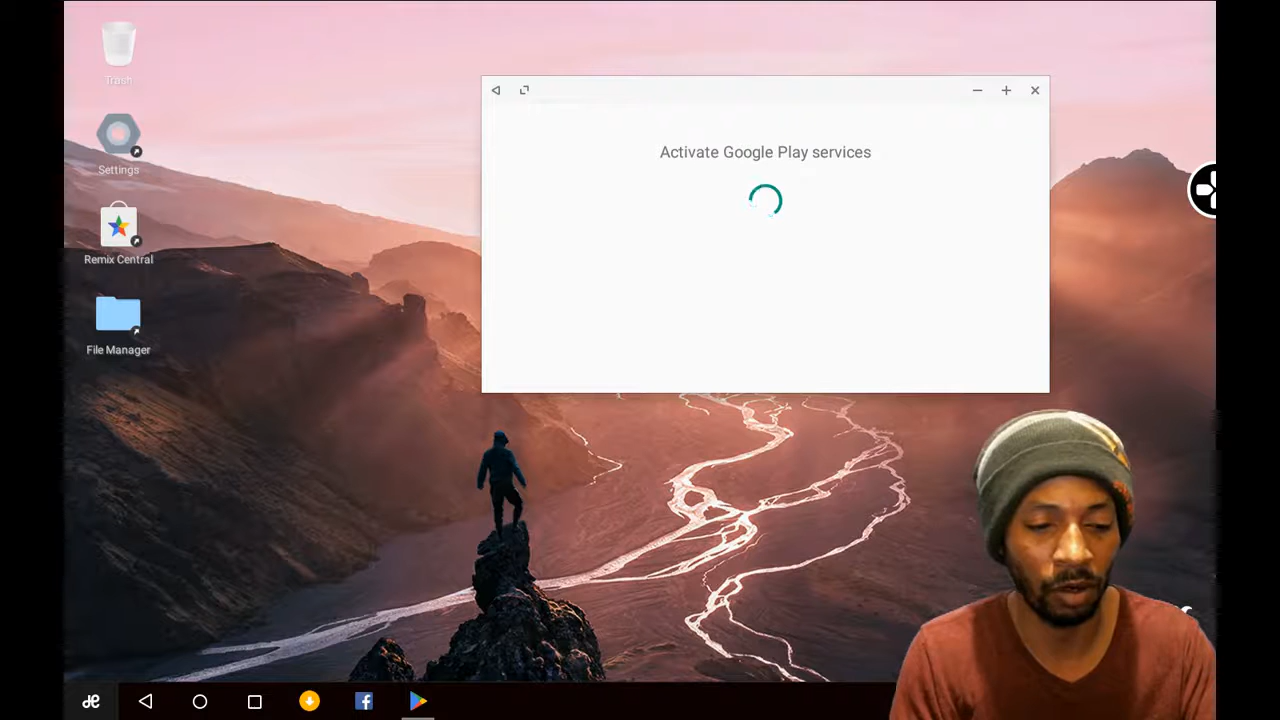 Trash
Settings
Remix Central
File Manager
Activate Google Play services